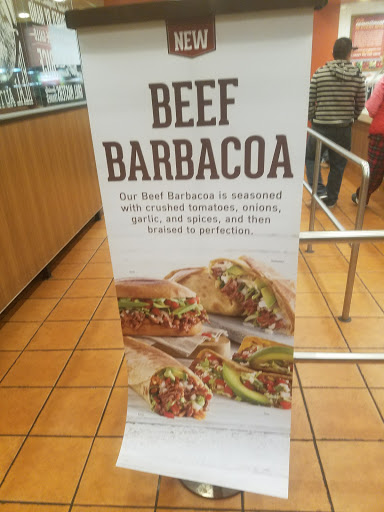 NEW
BEEF
BARBACOA
Our Beef Barbacoa is seasoned
with crushed tomatoes, onions,
garlic, and spices, and then
braised to perfection.